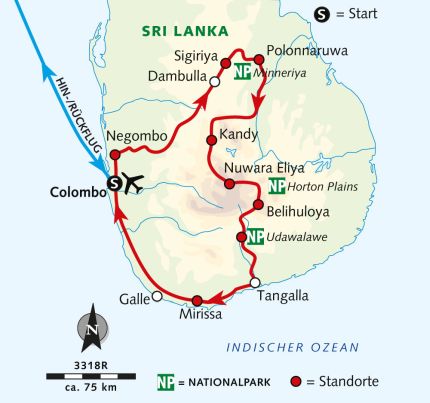 S = Start
SRI LANKA
Polonnaruwa
Sigiriya
NP Minneriya
Dambulla
HIN-/RÜCKFLUG
Negombo
Kandy
Nuwara Eliya
S
Colombo
NP Horton Plains
Belihuloya
NP Udawalawe
Galle
Tangalla
Mirissa
N
INDISCHER OZEAN
3318R
ca. 75 km
NP = NATIONALPARK
= Standorte